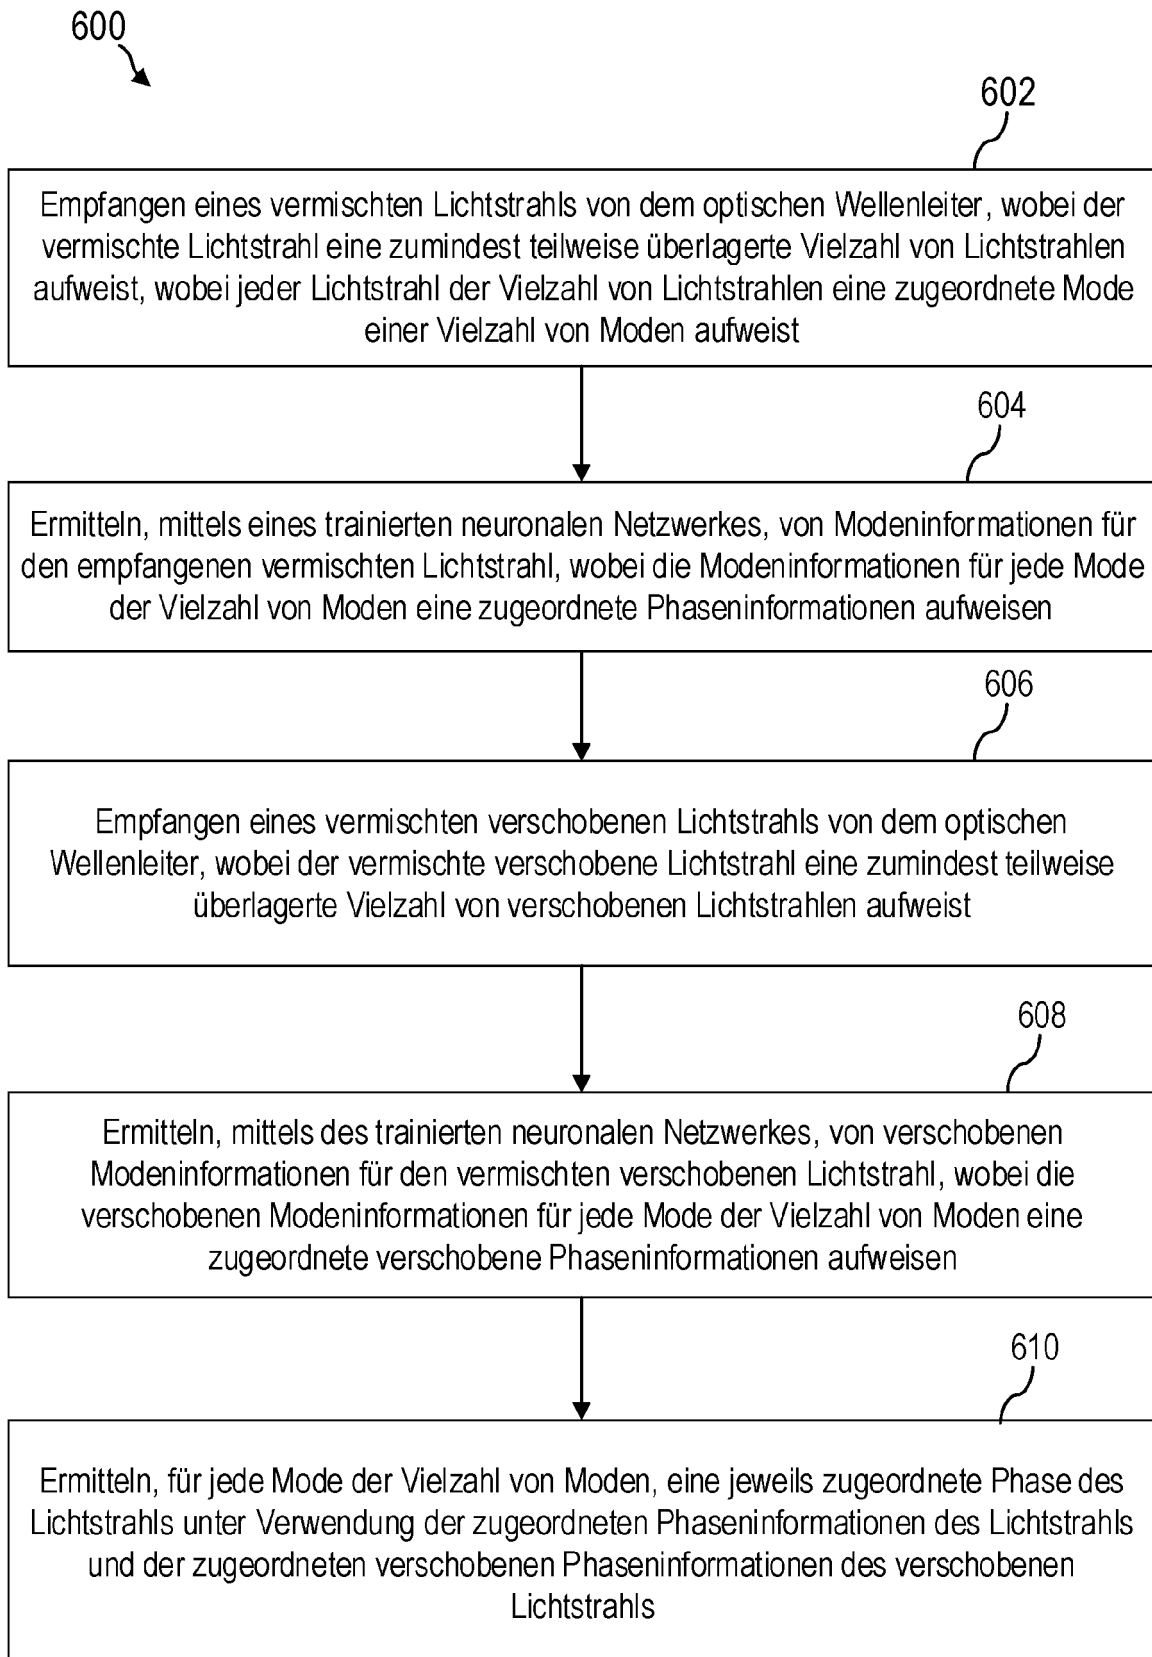 600
602
Empfangen eines vermischten Lichtstrahls von dem optischen Wellenleiter, wobei der
vermischte Lichtstrahl eine zumindest teilweise überlagerte Vielzahl von Lichtstrahlen
aufweist, wobei jeder Lichtstrahl der Vielzahl von Lichtstrahlen eine zugeordnete Mode
einer Vielzahl von Moden aufweist
604
Ermitteln, mittels eines trainierten neuronalen Netzwerkes, von Modeninformationen für
den empfangenen vermischten Lichtstrahl, wobei die Modeninformationen für jede Mode
der Vielzahl von Moden eine zugeordnete Phaseninformationen aufweisen
606
Empfangen eines vermischten verschobenen Lichtstrahls von dem optischen
Wellenleiter, wobei der vermischte verschobene Lichtstrahl eine zumindest teilweise
überlagerte Vielzahl von verschobenen Lichtstrahlen aufweist
608
Ermitteln, mittels des trainierten neuronalen Netzwerkes, von verschobenen
Modeninformationen für den vermischten verschobenen Lichtstrahl, wobei die
verschobenen Modeninformationen für jede Mode der Vielzahl von Moden eine
zugeordnete verschobene Phaseninformationen aufweisen
610
Ermitteln, für jede Mode der Vielzahl von Moden, eine jeweils zugeordnete Phase des
Lichtstrahls unter Verwendung der zugeordneten Phaseninformationen des Lichtstrahls
und der zugeordneten verschobenen Phaseninformationen des verschobenen
Lichtstrahls